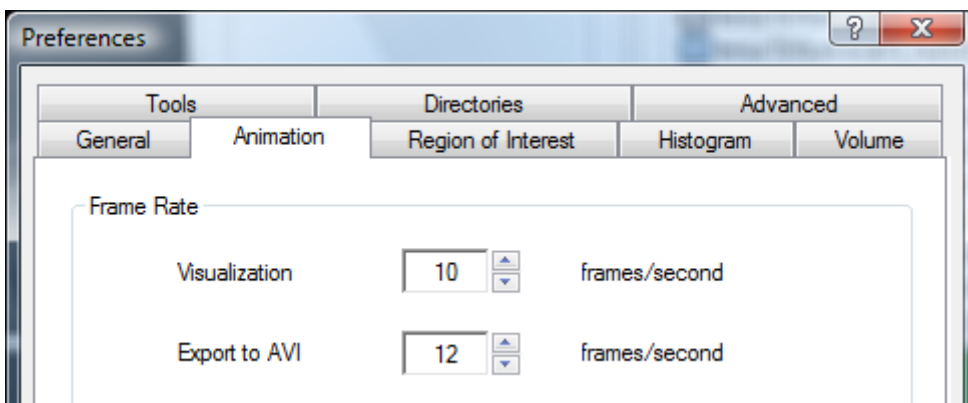 Preferences
Tools Directories Advanced
General Animation Region of Interest Histogram Volume
Frame Rate
Visualization 10 frames/second
Export to AVI 12 frames/second